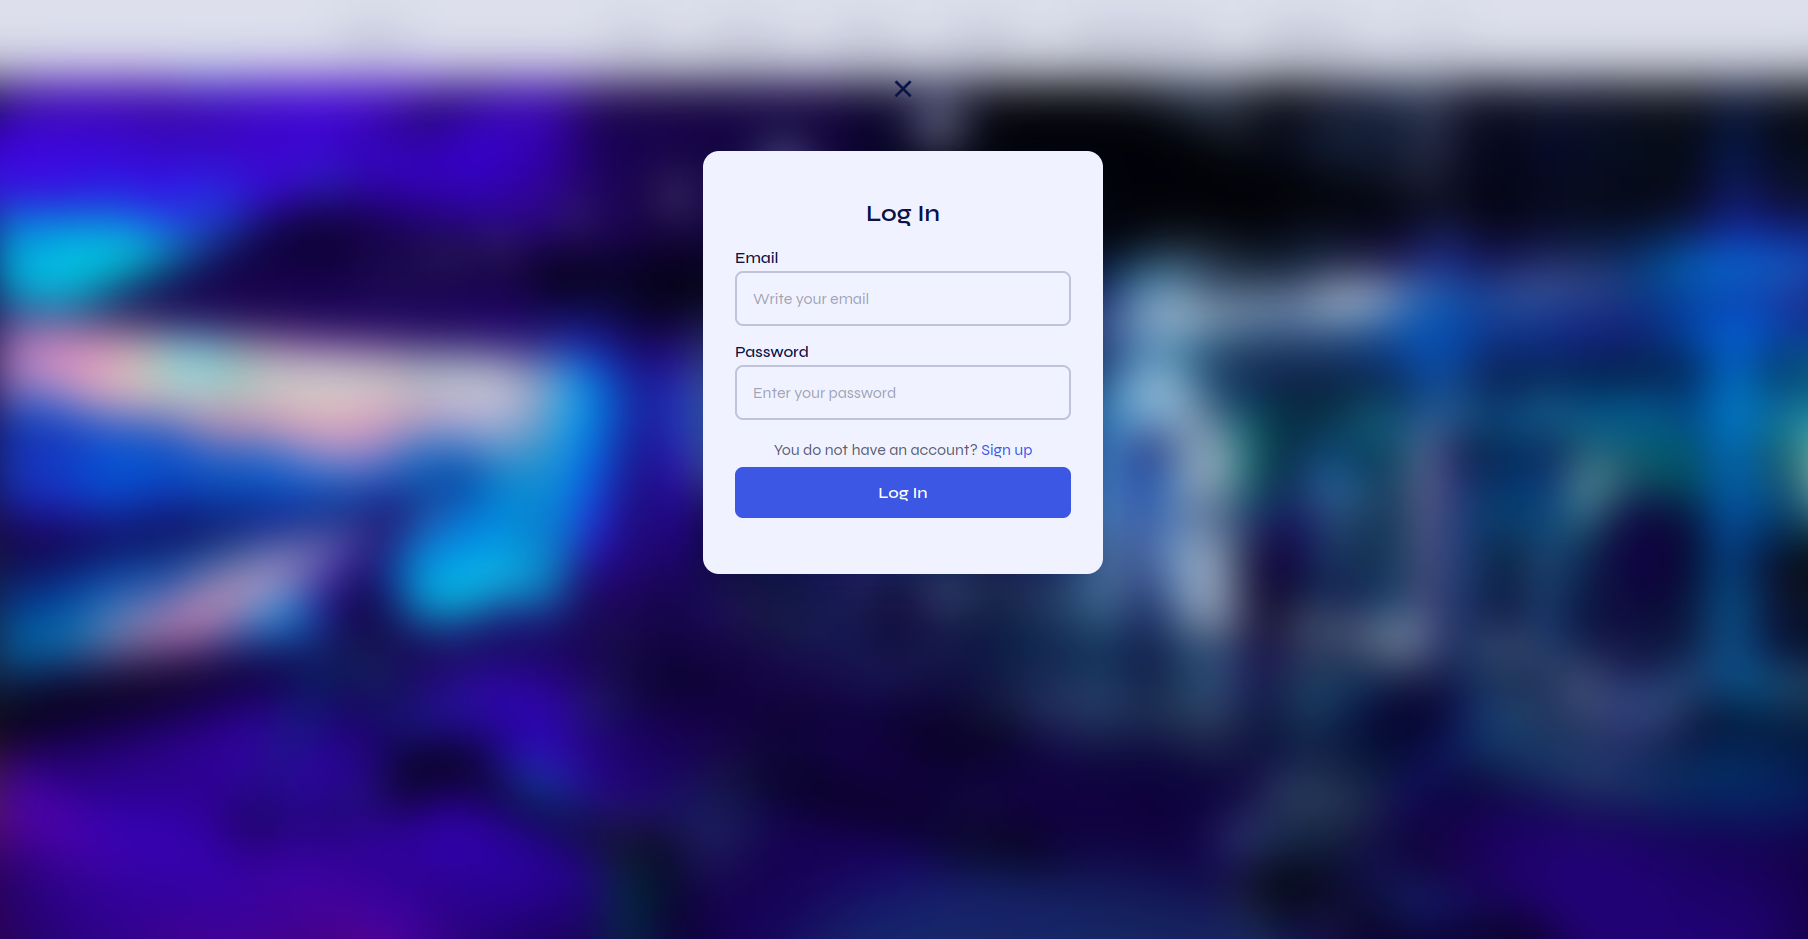 Log In
Email
Write your email
Password
Enter your password
You do not have an account? Sign up
Log In